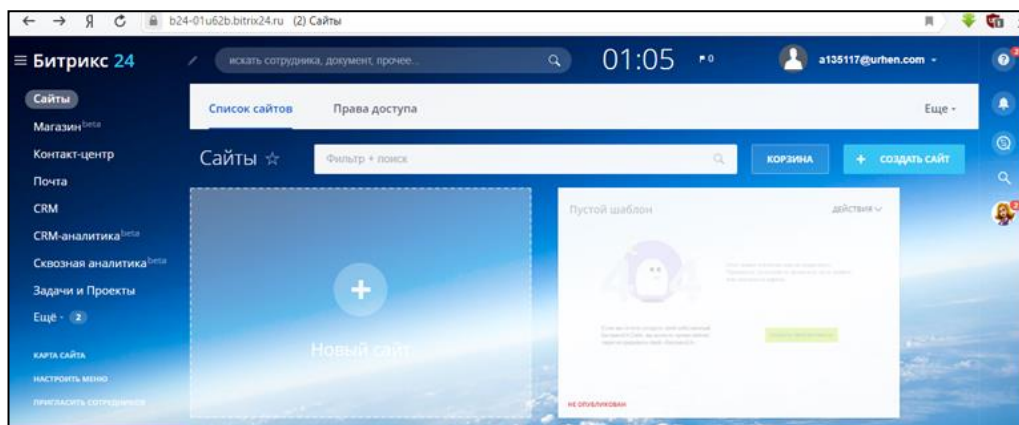 b24-01u62b.bitrix24.ru (2) Сайты
Битрикс 24
искать сотрудника, документ, прочее...
01:05
0
a135117@urhen.com
Сайты
Магазин beta
Контакт-центр
Почта
CRM
CRM-аналитика beta
Сквозная аналитика beta
Задачи и Проекты
Ещё - 2
КАРТА САЙТА
НАСТРОИТЬ МЕНЮ
ПРИГЛАСИТЬ СОТРУДНИКОВ
Список сайтов
Права доступа
Еще -
Сайты
Фильтр + поиск
КОРЗИНА
+ СОЗДАТЬ САЙТ
Новый сайт
Пустой шаблон
ДЕЙСТВИЯ
404
НЕ ОПУБЛИКОВАН